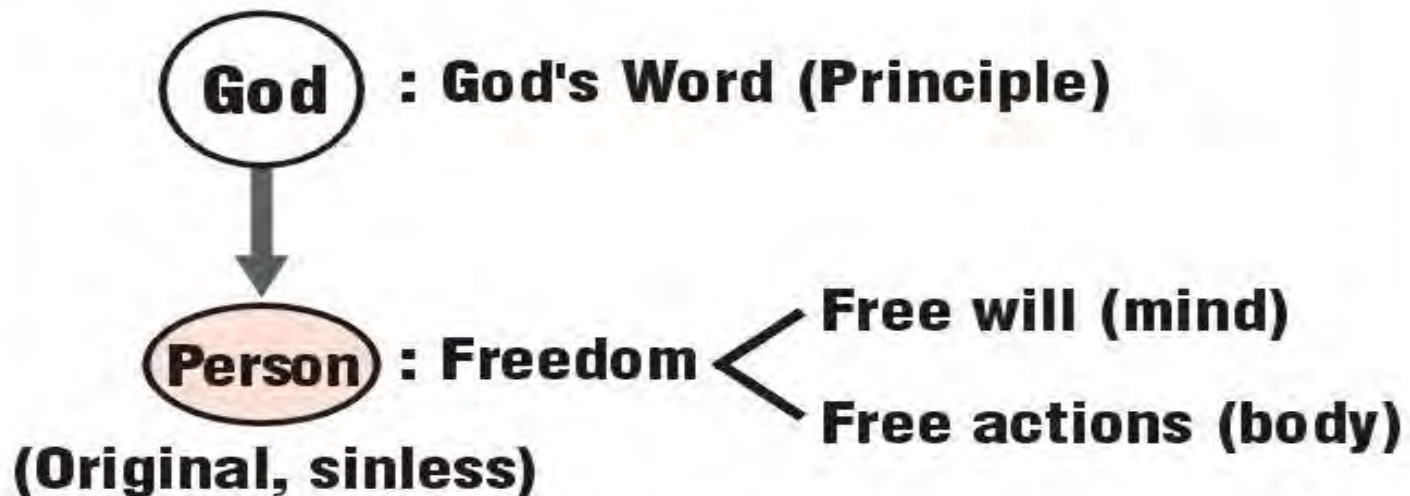 God : God's Word (Principle)
Free will (mind)
Person : Freedom
Free actions (body)
(Original, sinless)